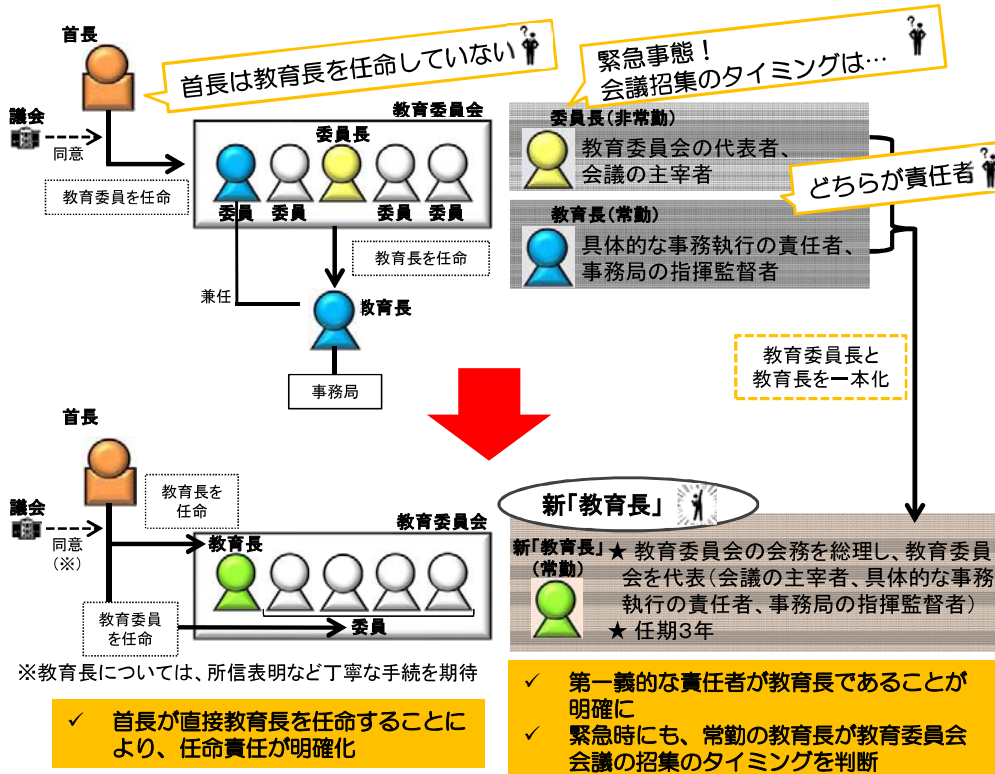 首長
首長は教育長を任命していない
議会
同意
教育委員を任命
教育委員会
委員長
委員
委員
委員
委員
教育長を任命
兼任
教育長
事務局
緊急事態！
会議招集のタイミングは…
委員長（非常勤）
教育委員会の代表者、
会議の主宰者
どちらが責任者
教育長（常勤）
具体的な事務執行の責任者、
事務局の指揮監督者
教育委員長と
教育長を一本化
首長
議会
同意
（※）
教育長を
任命
教育委員会
教育長
委員
教育委員
を任命
※教育長については、所信表明など丁寧な手続を期待
✓ 首長が直接教育長を任命することに
より、任命責任が明確化
新「教育長」
新「教育長」
（常勤）
★ 教育委員会の会務を総理し、教育委員
会を代表（会議の主宰者、具体的な事務
執行の責任者、事務局の指揮監督者）
★ 任期3年
✓ 第一義的な責任者が教育長であることが
明確に
✓ 緊急時にも、常勤の教育長が教育委員会
会議の招集のタイミングを判断